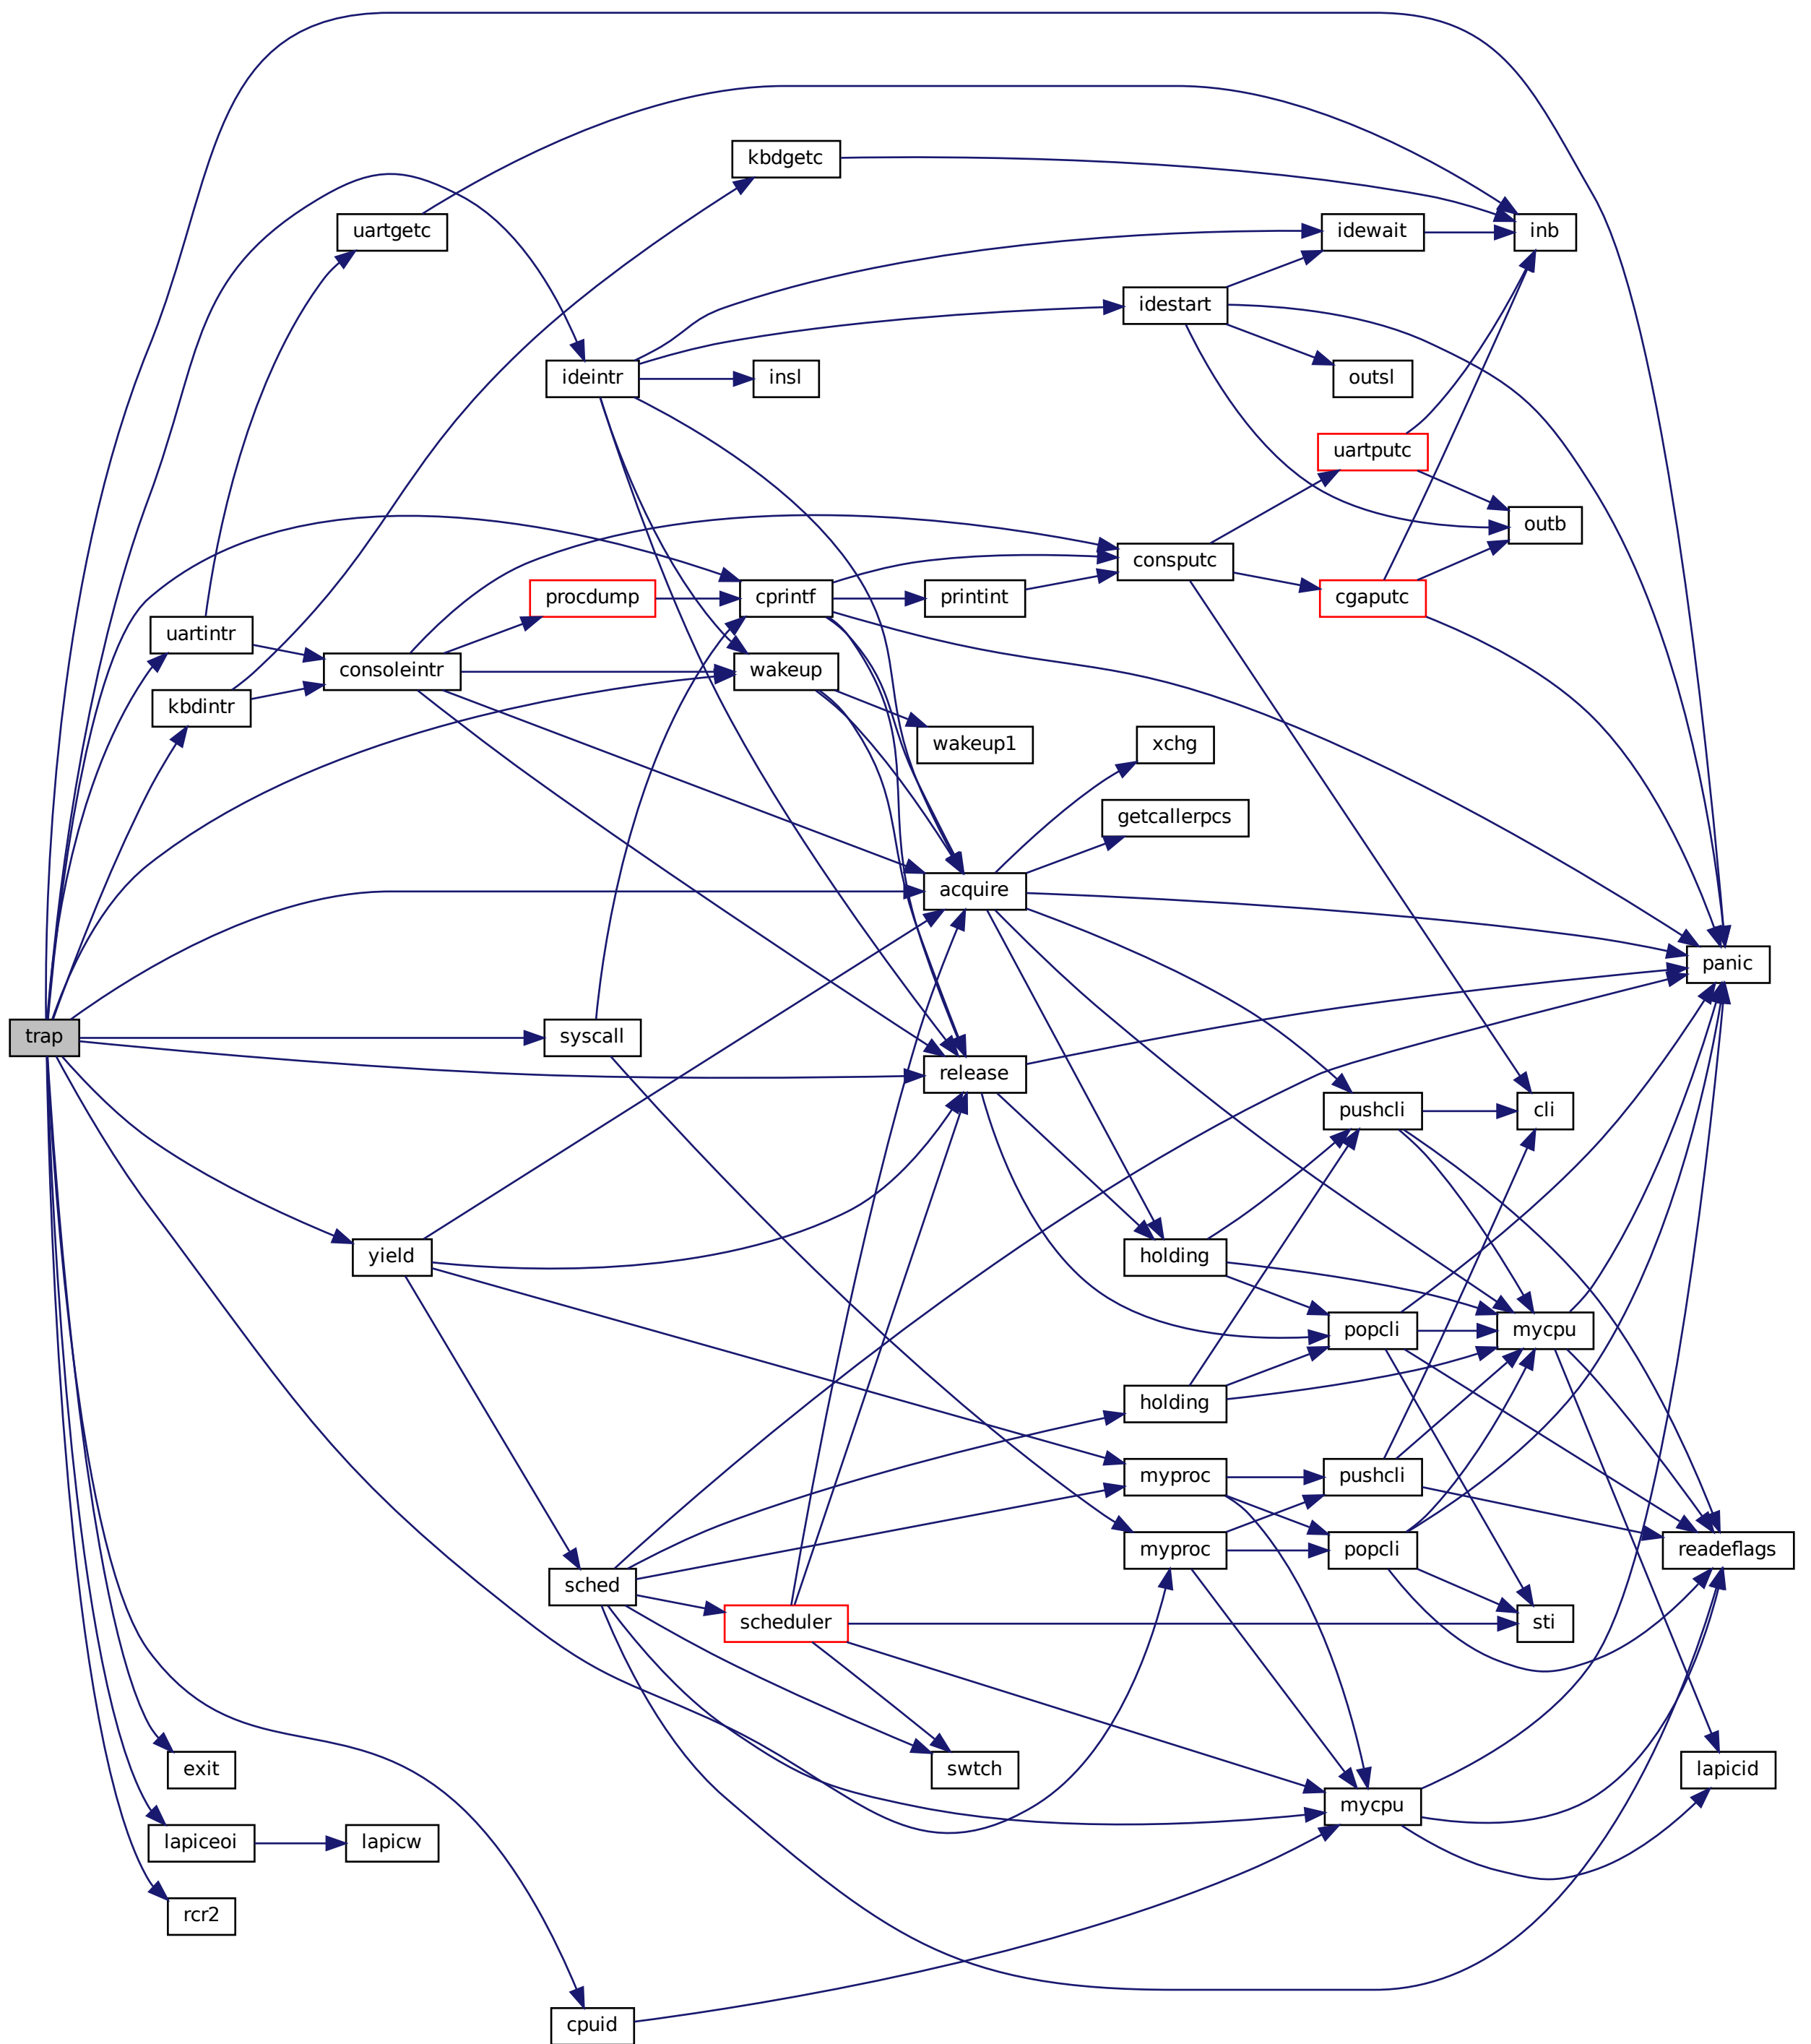 kbdgetc
uartgetc
idewait
inb
idestart
ideintr
insl
outsl
uartputc
outb
consputc
procdump
cprintf
printint
cgaputc
uartintr
consoleintr
wakeup
kbdintr
wakeup1
xchg
getcallerpcs
acquire
panic
trap
syscall
release
pushcli
cli
yield
holding
popcli
mycpu
holding
myproc
pushcli
myproc
popcli
readeflags
sched
scheduler
sti
exit
swtch
lapicid
mycpu
lapiceoi
lapicw
rcr2
cpuid